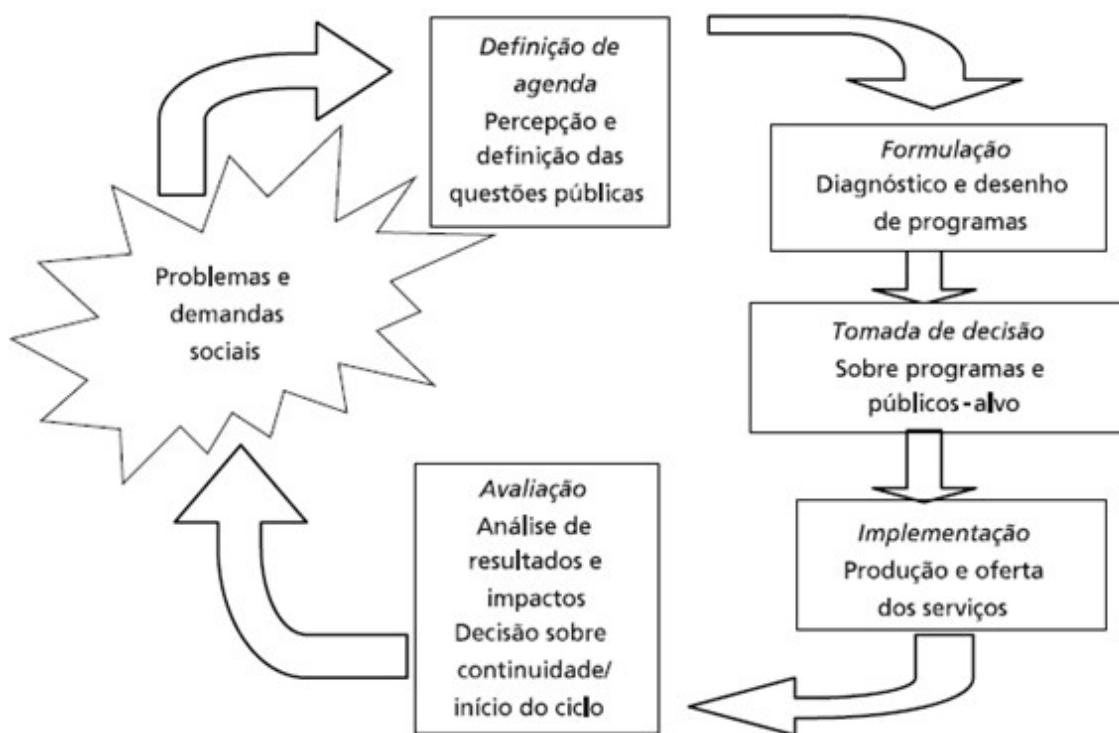 Problemas e
demandas
sociais
Definição de
agenda
Percepção e
definição das
questões públicas
Formulação
Diagnóstico e desenho
de programas
Tomada de decisão
Sobre programas e
públicos-alvo
Implementação
Produção e oferta
dos serviços
Avaliação
Análise de
resultados e
impactos
Decisão sobre
continuidade/
início do ciclo